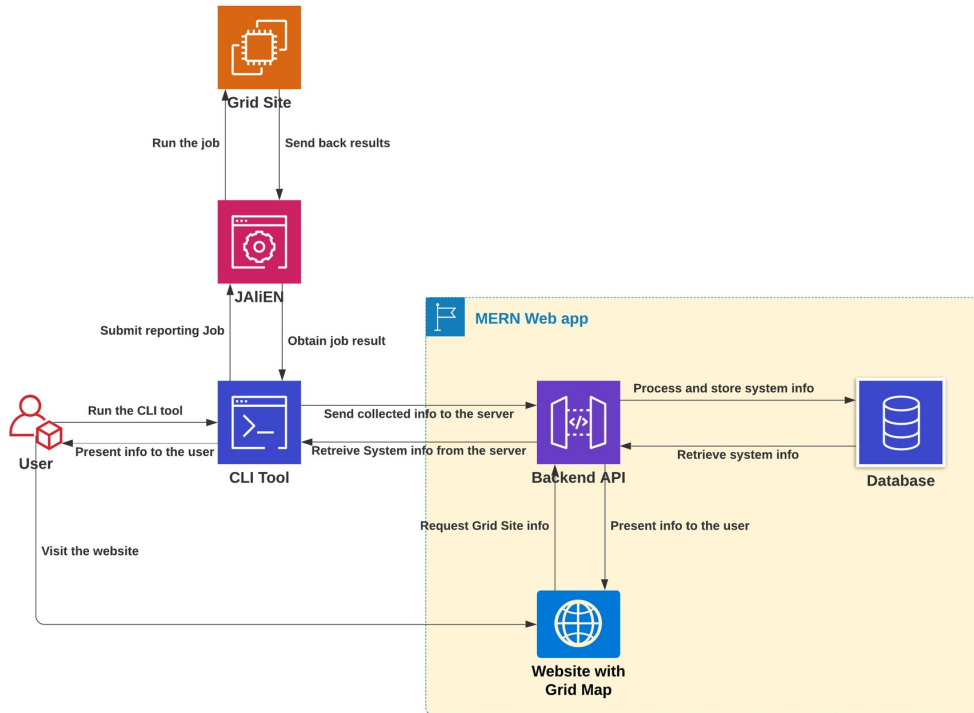 Grid Site
Run the job
Send back results
JAliEN
Submit reporting Job
Obtain job result
MERN Web app
Run the CLI tool
Send collected info to the server
Process and store system info
Present info to the user
Retreive System info from the server
Retrieve system info
User
CLI Tool
Backend API
Database
Request Grid Site info
Present info to the user
Visit the website
Website with
Grid Map